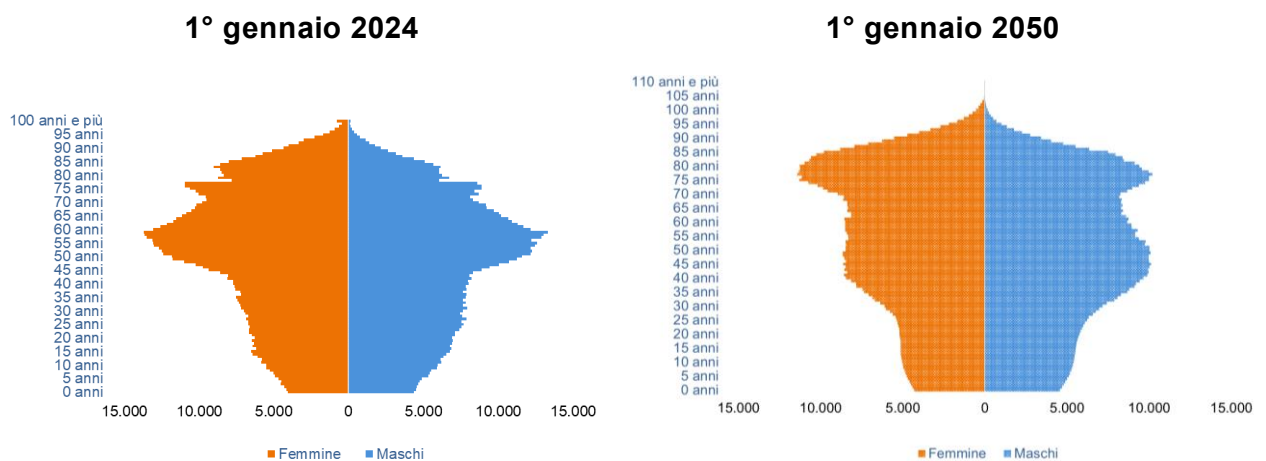 1° gennaio 2024
100 anni e più
95 anni
90 anni
85 anni
80 anni
75 anni
70 anni
65 anni
60 anni
55 anni
50 anni
45 anni
40 anni
35 anni
30 anni
25 anni
20 anni
15 anni
10 anni
5 anni
0 anni
15.000 10.000 5.000 0 5.000 10.000 15.000
Femmine Maschi
1° gennaio 2050
110 anni e più
105 anni
100 anni
95 anni
90 anni
85 anni
80 anni
75 anni
70 anni
65 anni
60 anni
55 anni
50 anni
45 anni
40 anni
35 anni
30 anni
25 anni
20 anni
15 anni
10 anni
5 anni
0 anni
15.000 10.000 5.000 0 5.000 10.000 15.000
Femmine Maschi